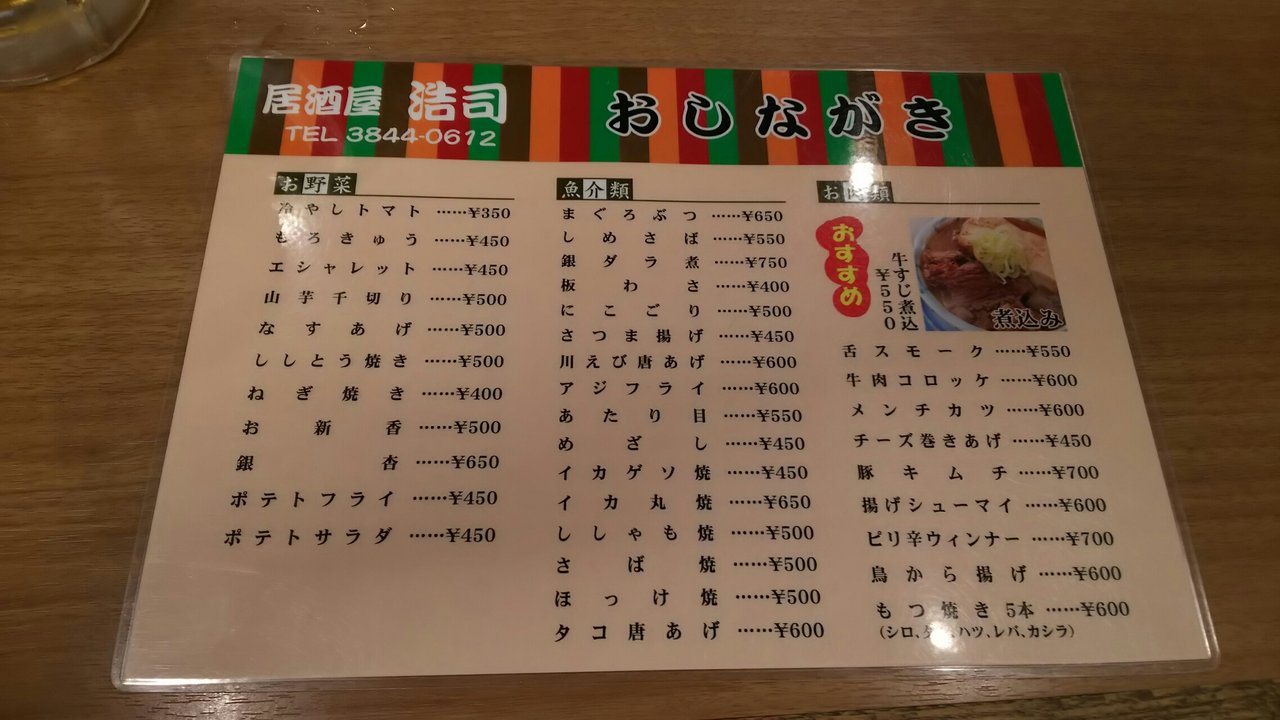 居酒屋 浩司
TEL 3844-0612
おしながき
お野菜
冷やしトマト ……¥350
もろきゅう ……¥450
エシャレット ……¥450
山芋千切り ……¥500
なすあげ ……¥500
ししとう焼き ……¥500
ねぎ焼き ……¥400
お新香 ……¥500
銀杏 ……¥650
ポテトフライ ……¥450
ポテトサラダ ……¥450
魚介類
まぐろぶつ ……¥650
しめさば ……¥550
銀ダラ煮 ……¥750
板わさ ……¥400
にこごり ……¥500
さつま揚げ ……¥450
川えび唐あげ ……¥600
アジフライ ……¥600
あたり目 ……¥550
めざし ……¥450
イカゲソ焼 ……¥450
イカ丸焼 ……¥650
ししゃも焼 ……¥500
さば焼 ……¥500
ほっけ焼 ……¥500
タコ唐あげ ……¥600
お肉類
おすすめ
牛すじ煮込
¥550
煮込み
舌スモーク ……¥550
牛肉コロッケ ……¥600
メンチカツ ……¥600
チーズ巻きあげ ……¥450
豚キムチ ……¥700
揚げシューマイ ……¥600
ピリ辛ウィンナー ……¥700
鳥から揚げ ……¥600
もつ焼き5本 ……¥600
(シロ、ハツ、レバ、カシラ)